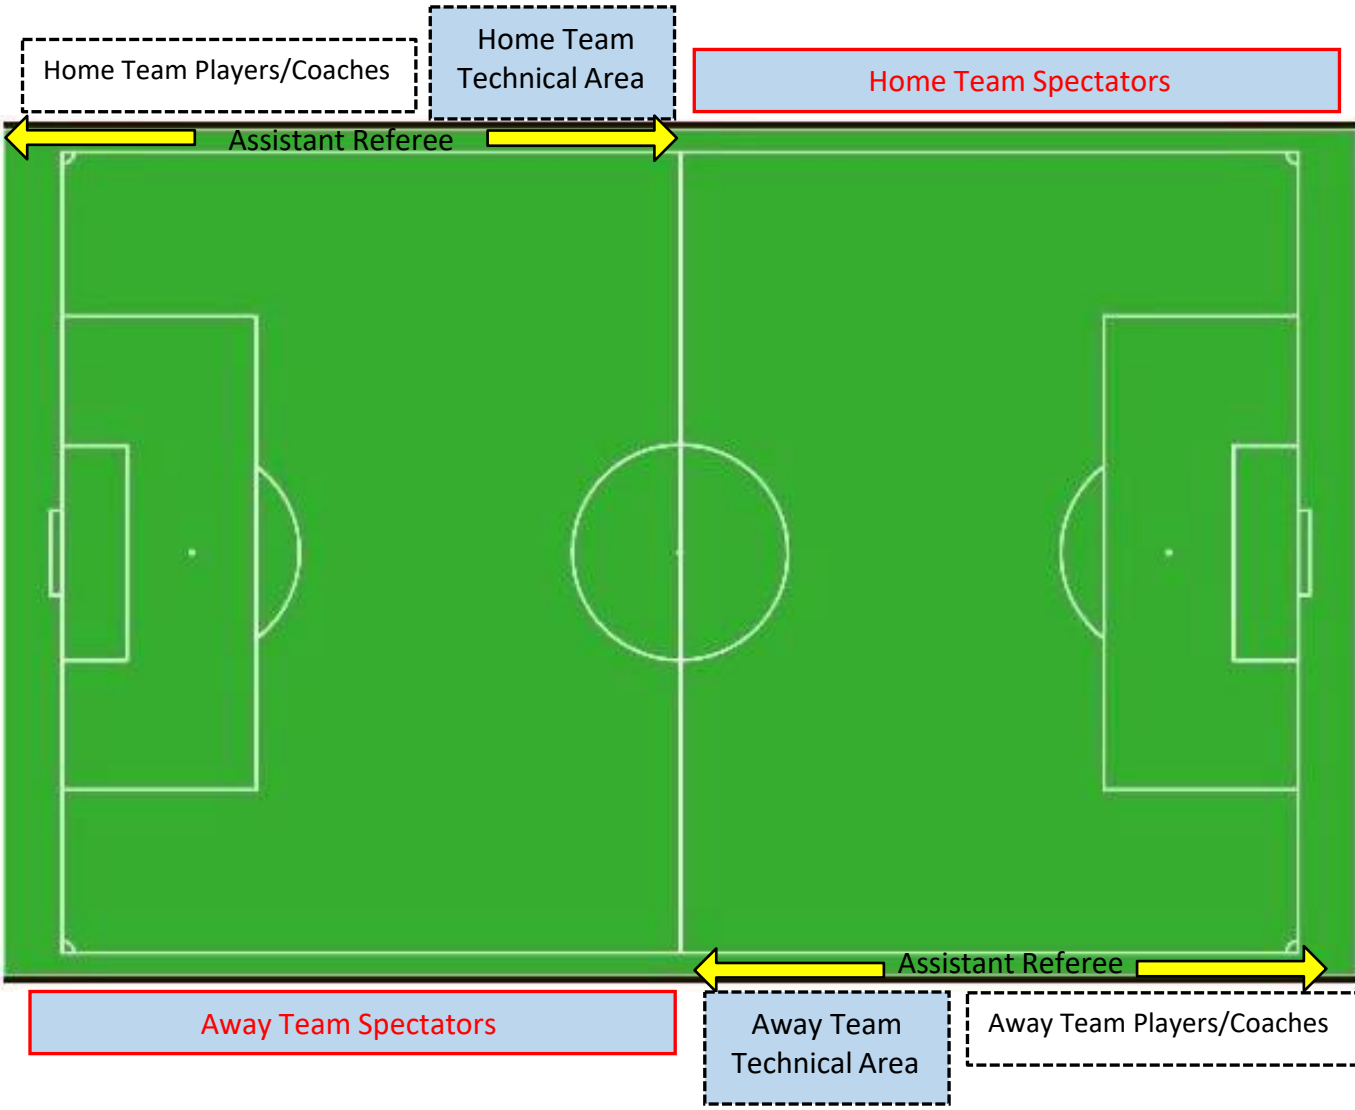 Home Team Players/Coaches
Home Team
Technical Area
Home Team Spectators
Assistant Referee
Assistant Referee
Away Team Spectators
Away Team
Technical Area
Away Team Players/Coaches